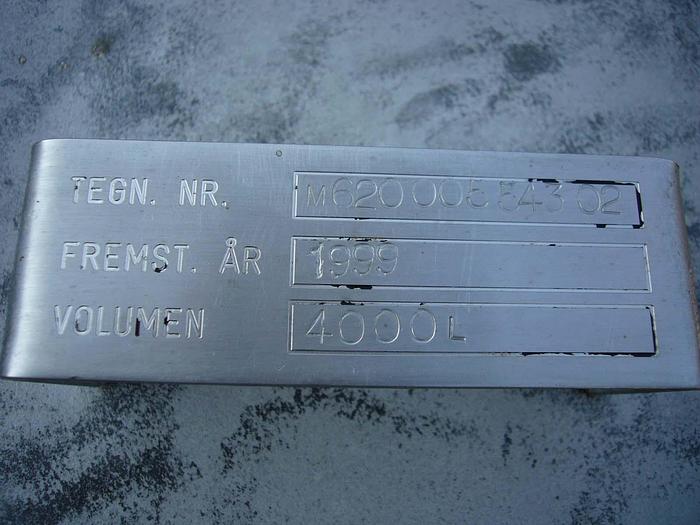 TEGN. NR. M620 005 543 02
FREMST. ÅR 1999
VOLUMEN 4000L